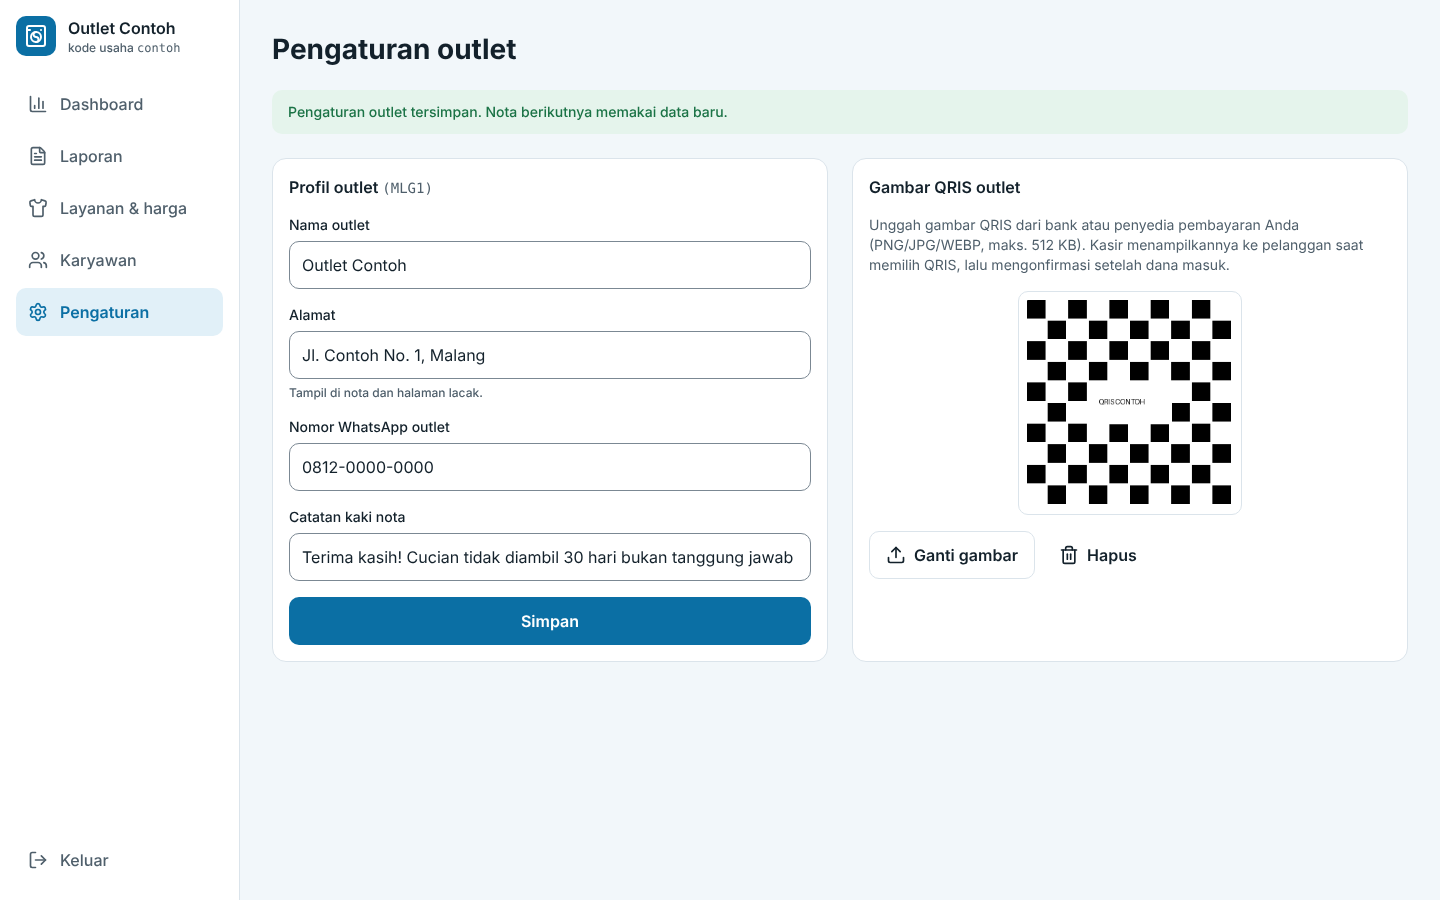 Outlet Contoh
kode usaha contoh
Dashboard
Laporan
Layanan & harga
Karyawan
Pengaturan
Keluar
Pengaturan outlet
Pengaturan outlet tersimpan. Nota berikutnya memakai data baru.
Profil outlet (MLG1)
Nama outlet
Outlet Contoh
Alamat
Jl. Contoh No. 1, Malang
Tampil di nota dan halaman lacak.
Nomor WhatsApp outlet
0812-0000-0000
Catatan kaki nota
Terima kasih! Cucian tidak diambil 30 hari bukan tanggung jawab
Simpan
Gambar QRIS outlet
Unggah gambar QRIS dari bank atau penyedia pembayaran Anda
(PNG/JPG/WEBP, maks. 512 KB). Kasir menampilkannya ke pelanggan saat
memilih QRIS, lalu mengonfirmasi setelah dana masuk.
QRIS CONTOH
Ganti gambar
Hapus